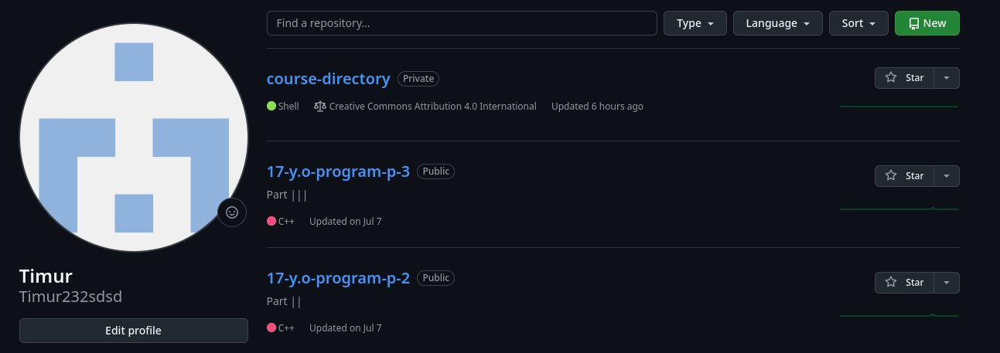 Find a repository...
Type
Language
Sort
New
course-directory Private
Star
Shell Creative Commons Attribution 4.0 International Updated 6 hours ago
17-y.o-program-p-3 Public
Star
Part |||
C++ Updated on Jul 7
17-y.o-program-p-2 Public
Star
Part ||
C++ Updated on Jul 7
Timur
Timur232sdsd
Edit profile